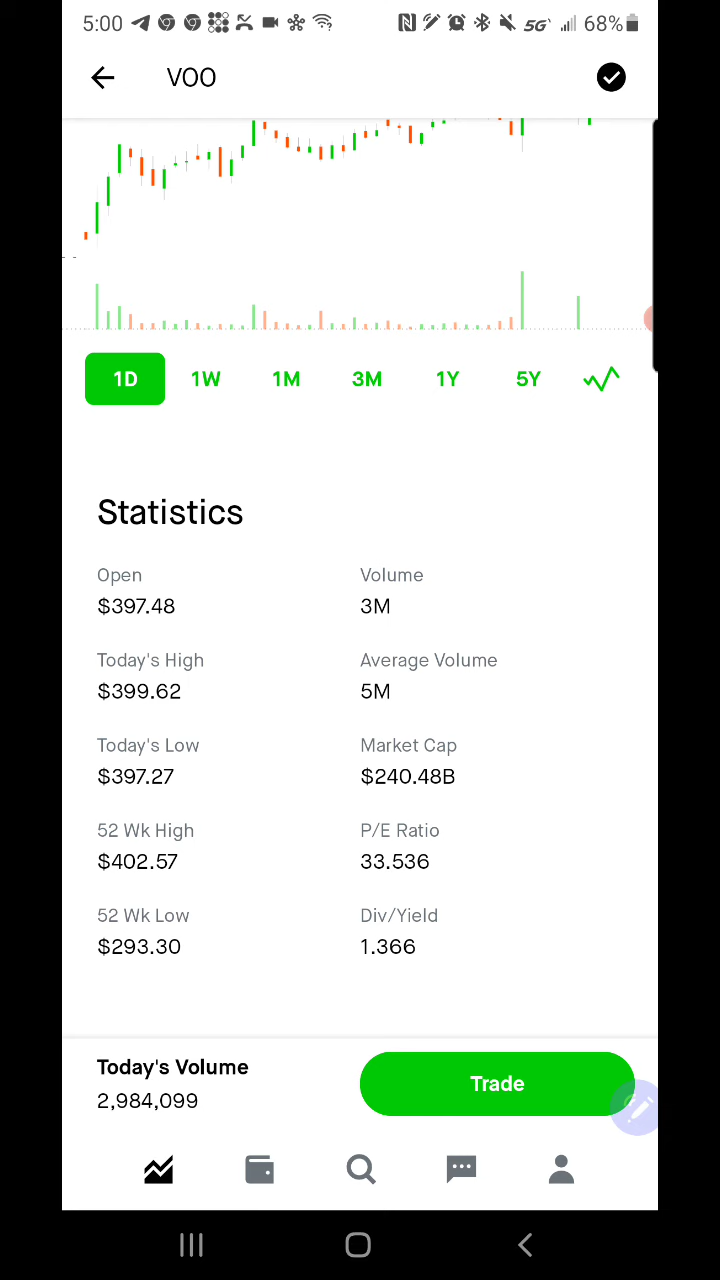 5:00 5G 68%
VOO
1D 1W 1M 3M 1Y 5Y
Statistics
Open Volume
$397.48 3M
Today's High Average Volume
$399.62 5M
Today's Low Market Cap
$397.27 $240.48B
52 Wk High P/E Ratio
$402.57 33.536
52 Wk Low Div/Yield
$293.30 1.366
Today's Volume
2,984,099
Trade